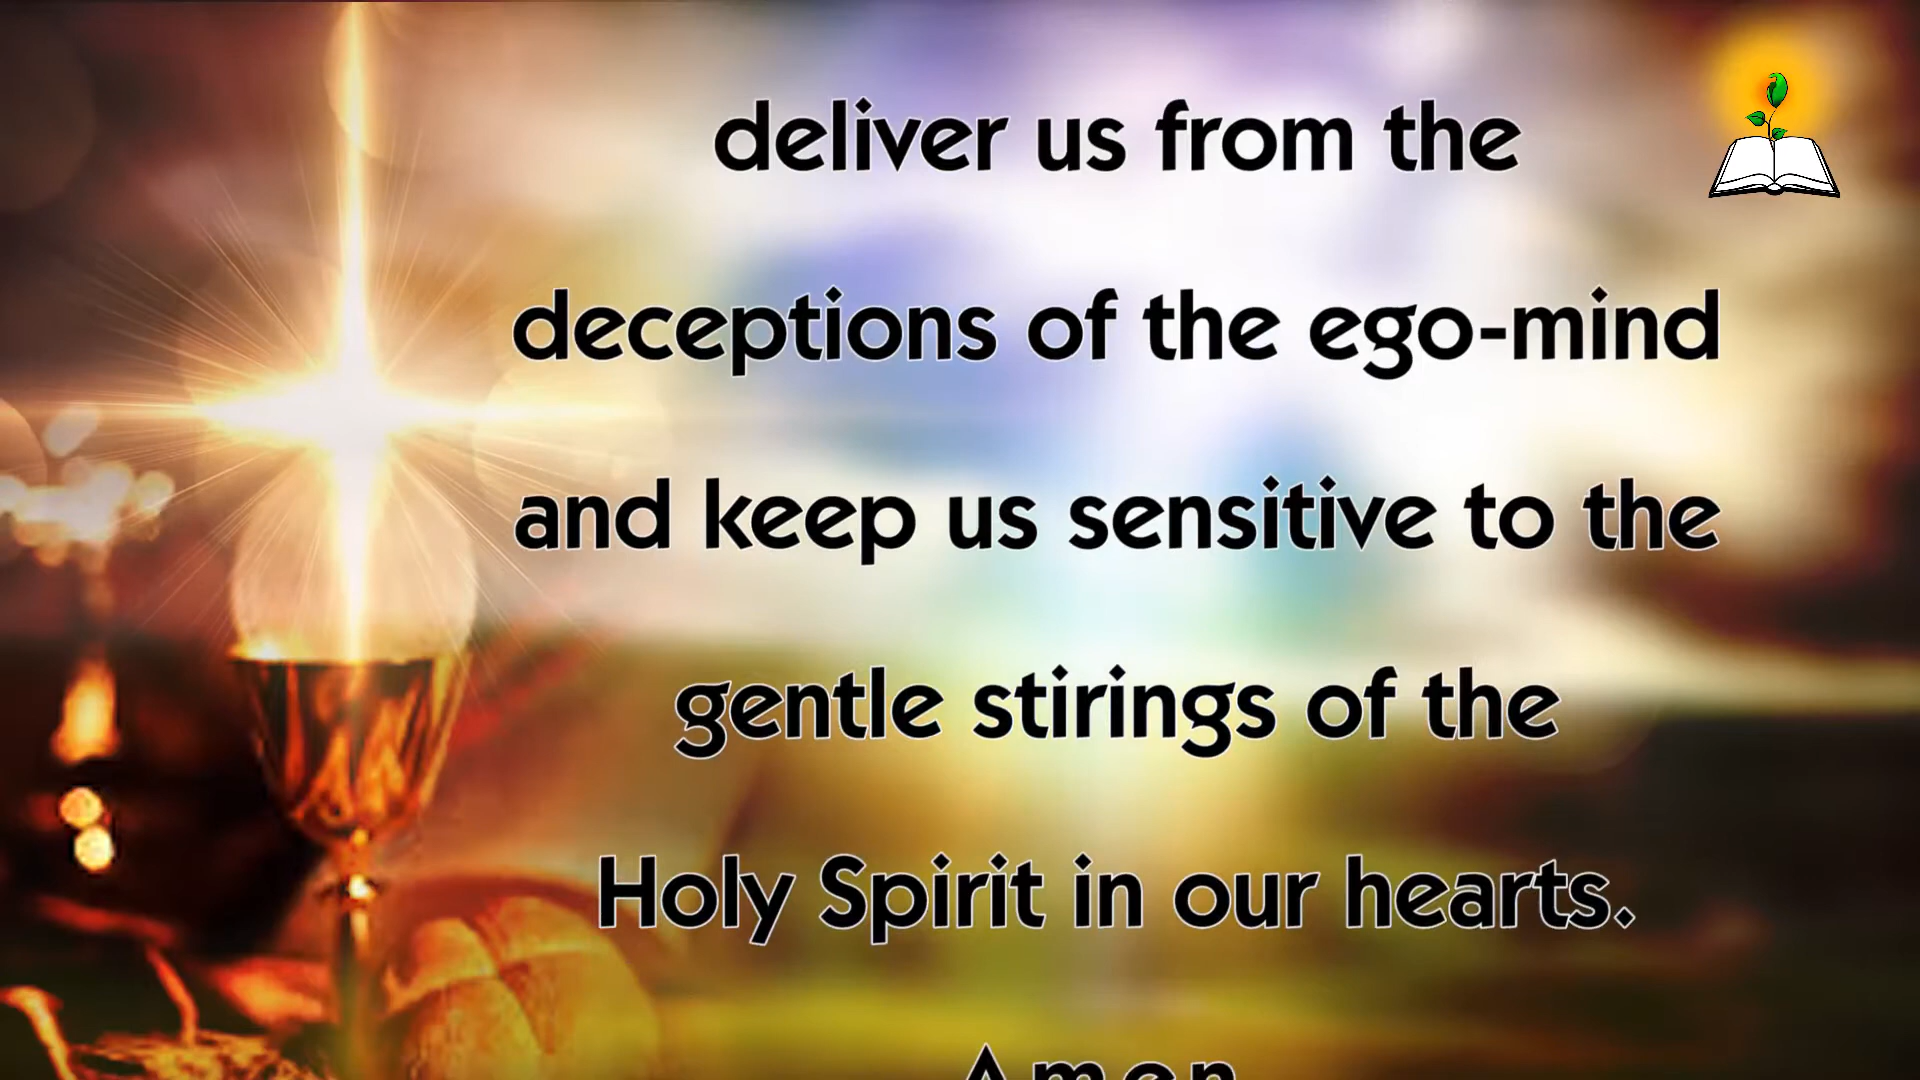 deliver us from the
deceptions of the ego-mind
and keep us sensitive to the
gentle stirings of the
Holy Spirit in our hearts.
Amen